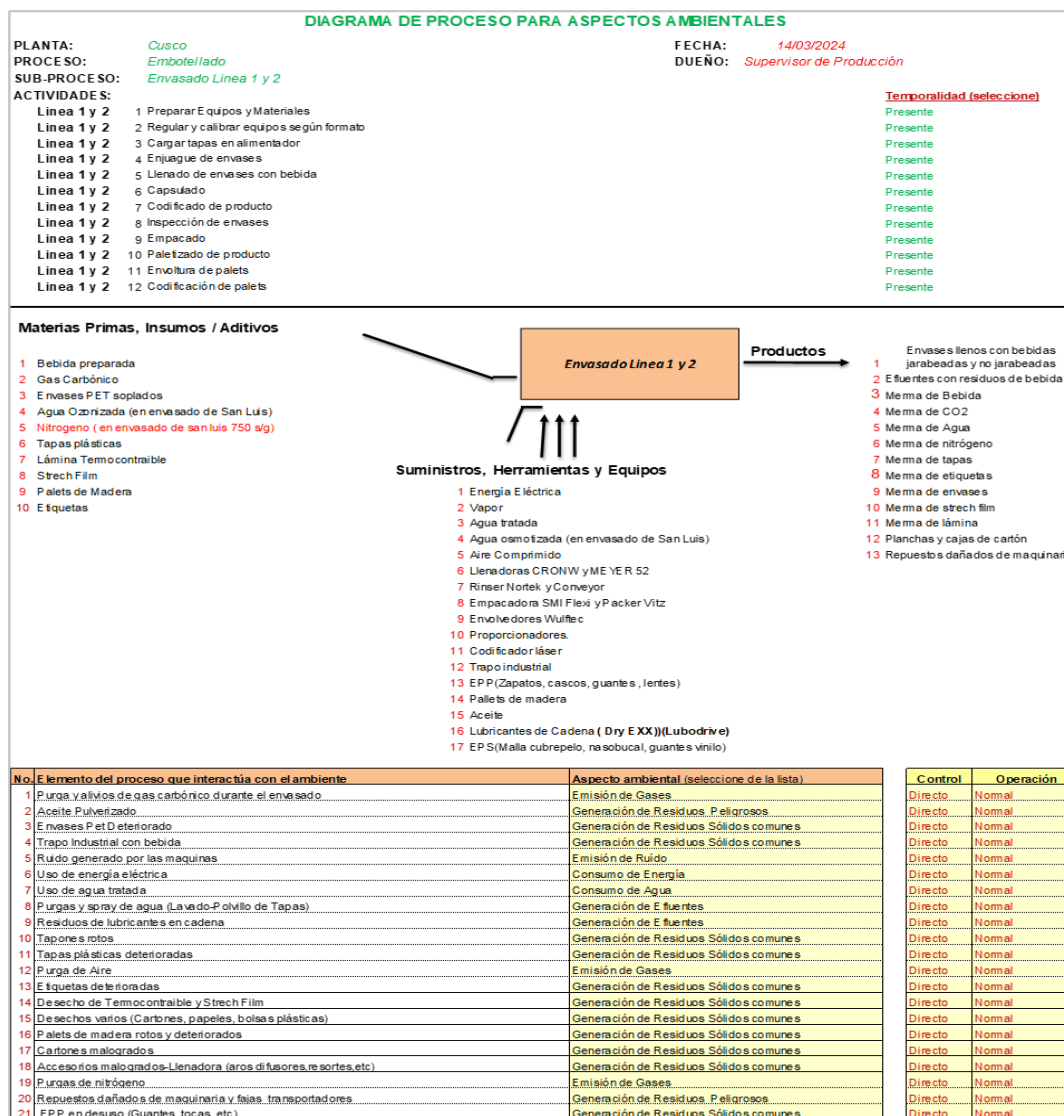 DIAGRAMA DE PROCESO PARA ASPECTOS AMBIENTALES
PLANTA: Cusco FECHA: 14/03/2024
PROCESO: Embotellado DUEÑO: Supervisor de Producción
SUB-PROCESO: Envasado Linea 1 y 2
ACTIVIDADES: Temporalidad (seleccione)
Linea 1 y 2 1 Preparar Equipos y Materiales Presente
Linea 1 y 2 2 Regular y calibrar equipos según formato Presente
Linea 1 y 2 3 Cargar tapas en alimentador Presente
Linea 1 y 2 4 Enjuague de envases Presente
Linea 1 y 2 5 Llenado de envases con bebida Presente
Linea 1 y 2 6 Capsulado Presente
Linea 1 y 2 7 Codificado de producto Presente
Linea 1 y 2 8 Inspección de envases Presente
Linea 1 y 2 9 Empacado Presente
Linea 1 y 2 10 Paletizado de producto Presente
Linea 1 y 2 11 Envoltura de palets Presente
Linea 1 y 2 12 Codificación de palets Presente
Materias Primas, Insumos / Aditivos
1 Bebida preparada
2 Gas Carbónico
3 Envases PET soplados
4 Agua Ozonizada (en envasado de San Luis)
5 Nitrogeno ( en envasado de san luis 750 s/g)
6 Tapas plásticas
7 Lámina Termocontraible
8 Strech Film
9 Palets de Madera
10 Etiquetas
Envasado Linea 1 y 2
Productos
1 Envases llenos con bebidas
jarabeadas y no jarabeadas
2 Efluentes con residuos de bebida
3 Merma de Bebida
4 Merma de CO2
5 Merma de Agua
6 Merma de nitrógeno
7 Merma de tapas
8 Merma de etiquetas
9 Merma de envases
10 Merma de strech film
11 Merma de lámina
12 Planchas y cajas de cartón
13 Repuestos dañados de maquinari
Suministros, Herramientas y Equipos
1 Energía Eléctrica
2 Vapor
3 Agua tratada
4 Agua osmotizada (en envasado de San Luis)
5 Aire Comprimido
6 Llenadoras CRONW y MEYER 52
7 Rinser Nortek y Conveyor
8 Empacadora SMI Flexi y Packer Vitz
9 Envolvedores Wulftec
10 Proporcionadores.
11 Codificador láser
12 Trapo industrial
13 EPP(Zapatos, cascos, guantes , lentes)
14 Pallets de madera
15 Aceite
16 Lubricantes de Cadena ( Dry EXX))(Lubodrive)
17 EPS(Malla cubrepelo, nasobucal, guantes vinilo)
No. Elemento del proceso que interactúa con el ambiente Aspecto ambiental (seleccione de la lista) Control Operación
1 Purga y alivios de gas carbónico durante el envasado Emisión de Gases Directo Normal
2 Aceite Pulverizado Generación de Residuos Peligrosos Directo Normal
3 Envases Pet Deteriorado Generación de Residuos Sólidos comunes Directo Normal
4 Trapo Industrial con bebida Generación de Residuos Sólidos comunes Directo Normal
5 Ruido generado por las maquinas Emisión de Ruído Directo Normal
6 Uso de energía eléctrica Consumo de Energía Directo Normal
7 Uso de agua tratada Consumo de Agua Directo Normal
8 Purgas y spray de agua (Lavado-Polvillo de Tapas) Generación de Efluentes Directo Normal
9 Residuos de lubricantes en cadena Generación de Efluentes Directo Normal
10 Tapones rotos Generación de Residuos Sólidos comunes Directo Normal
11 Tapas plásticas deterioradas Generación de Residuos Sólidos comunes Directo Normal
12 Purga de Aire Emisión de Gases Directo Normal
13 Etiquetas deterioradas Generación de Residuos Sólidos comunes Directo Normal
14 Desecho de Termocontraible y Strech Film Generación de Residuos Sólidos comunes Directo Normal
15 Desechos varios (Cartones, papeles, bolsas plásticas) Generación de Residuos Sólidos comunes Directo Normal
16 Palets de madera rotos y deteriorados Generación de Residuos Sólidos comunes Directo Normal
17 Cartones malogrados Generación de Residuos Sólidos comunes Directo Normal
18 Accesorios malogrados-Llenadora (aros difusores,resortes,etc) Generación de Residuos Sólidos comunes Directo Normal
19 Purgas de nitrógeno Emisión de Gases Directo Normal
20 Repuestos dañados de maquinaria y fajas transportadores Generación de Residuos Peligrosos Directo Normal
21 EPP en desuso (Guantes, tocas, etc) Generación de Residuos Sólidos comunes Directo Normal